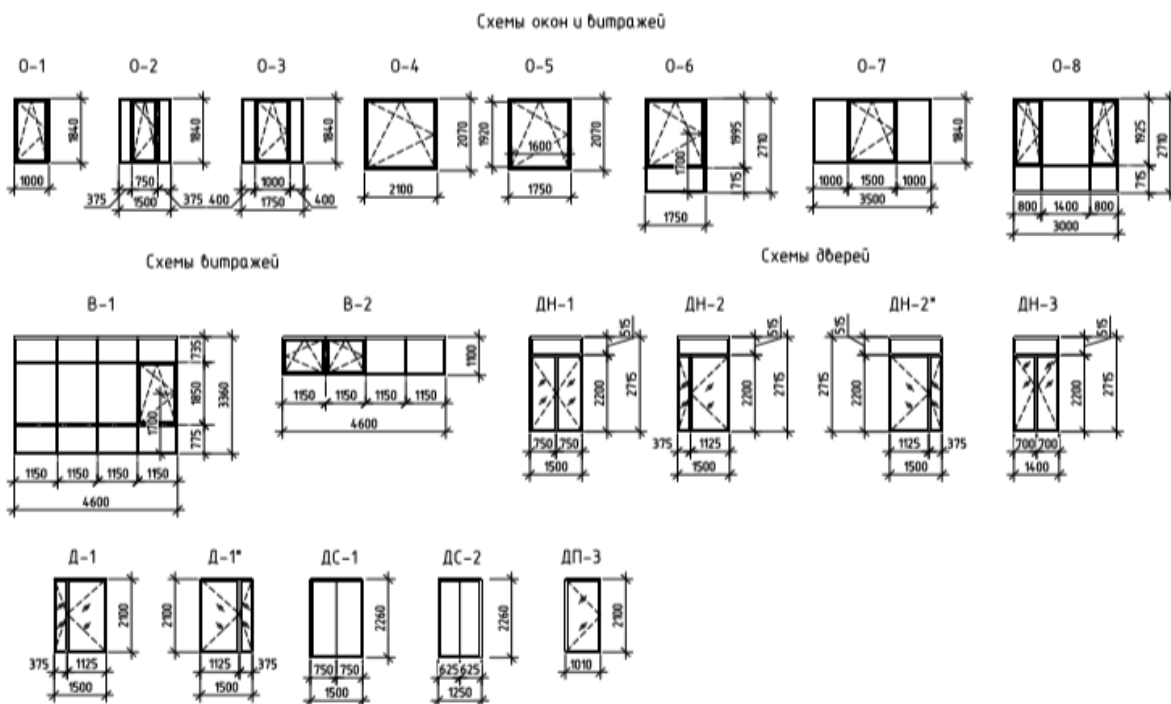 Схемы окон и витражей
О-1 О-2 О-3 О-4 О-5 О-6 О-7 О-8
1840 1840 1840 2070 1920 1600 2070 1700 1995 715 2710 1840 1925 715 2710
1000 375 750 375 1500 400 1000 400 1750 2100 1750 1750 1000 1500 1000 3500 800 1400 800 3000
Схемы витражей
В-1 В-2
735 1850 775 3360 1700 1100
1150 1150 1150 1150 1150 1150 1150 1150
4600 4600
Схемы дверей
ДН-1 ДН-2 ДН-2* ДН-3
515 2200 2715 515 2200 2715 515 2200 2715 515 2200 2715
750 750 375 1125 1125 375 700 700
1500 1500 1500 1400
Д-1 Д-1* ДС-1 ДС-2 ДП-3
2100 2100 2260 2260 2100
375 1125 1125 375 750 750 625 625 1010
1500 1500 1500 1250